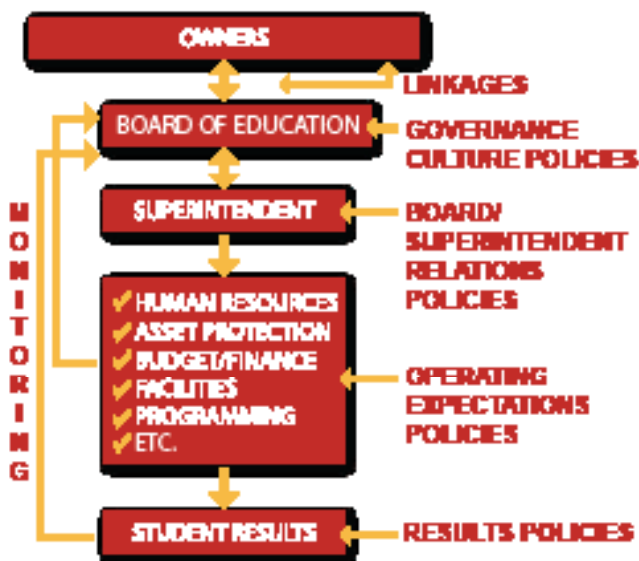 OWNERS
LINKAGES
BOARD OF EDUCATION
GOVERNANCE
CULTURE POLICIES
SUPERINTENDENT
BOARD/
SUPERINTENDENT
RELATIONS
POLICIES
MONITORING
HUMAN RESOURCES
ASSET PROTECTION
BUDGET/FINANCE
FACILITIES
PROGRAMMING
ETC.
OPERATING
EXPECTATIONS
POLICIES
STUDENT RESULTS
RESULTS POLICIES